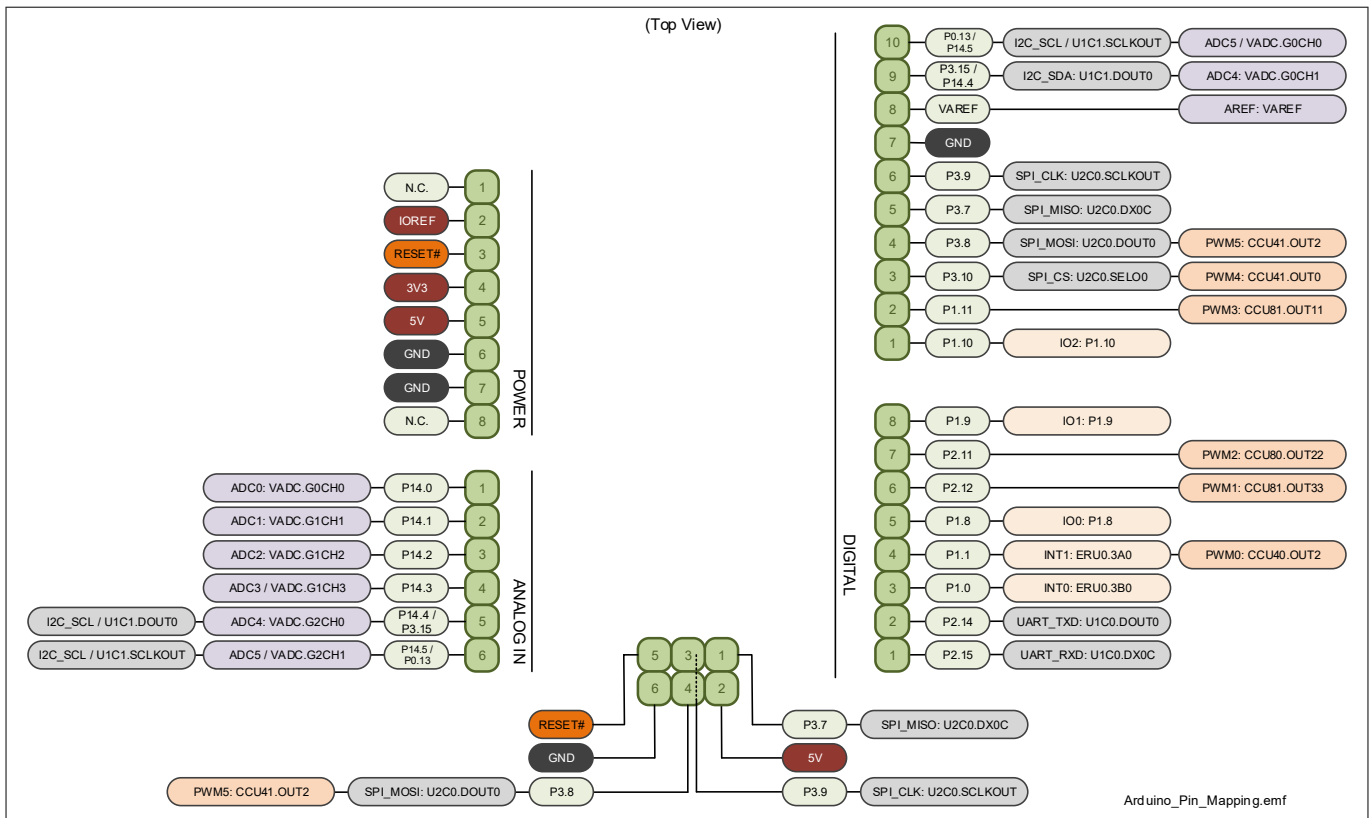 (Top View)
10 P0.13 / P14.5 I2C_SCL / U1C1.SCLKOUT ADC5 / VADC.G0CH0
9 P3.15 / P14.4 I2C_SDA: U1C1.DOUT0 ADC4: VADC.G0CH1
8 VAREF AREF: VAREF
7 GND
6 P3.9 SPI_CLK: U2C0.SCLKOUT
5 P3.7 SPI_MISO: U2C0.DX0C
4 P3.8 SPI_MOSI: U2C0.DOUT0 PWM5: CCU41.OUT2
3 P3.10 SPI_CS: U2C0.SELO0 PWM4: CCU41.OUT0
2 P1.11 PWM3: CCU81.OUT11
1 P1.10 IO2: P1.10
N.C. 1
IOREF 2
RESET# 3
3V3 4
5V 5
GND 6
GND 7
N.C. 8
POWER
8 P1.9 IO1: P1.9
7 P2.11 PWM2: CCU80.OUT22
6 P2.12 PWM1: CCU81.OUT33
5 P1.8 IO0: P1.8
4 P1.1 INT1: ERU0.3A0 PWM0: CCU40.OUT2
3 P1.0 INT0: ERU0.3B0
2 P2.14 UART_TXD: U1C0.DOUT0
1 P2.15 UART_RXD: U1C0.DX0C
DIGITAL
ADC0: VADC.G0CH0 P14.0 1
ADC1: VADC.G1CH1 P14.1 2
ADC2: VADC.G1CH2 P14.2 3
ADC3 / VADC.G1CH3 P14.3 4
I2C_SCL / U1C1.DOUT0 ADC4: VADC.G2CH0 P14.4 / P3.15 5
I2C_SCL / U1C1.SCLKOUT ADC5 / VADC.G2CH1 P14.5 / P0.13 6
ANALOG IN
5 3 1
6 4 2
RESET# P3.7 SPI_MISO: U2C0.DX0C
GND 5V
PWM5: CCU41.OUT2 SPI_MOSI: U2C0.DOUT0 P3.8 P3.9 SPI_CLK: U2C0.SCLKOUT
Arduino_Pin_Mapping.emf